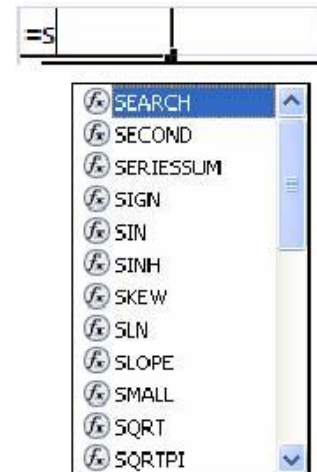 =s
SEARCH
SECOND
SERIESSUM
SIGN
SIN
SINH
SKEW
SLN
SLOPE
SMALL
SQRT
SQRTPI